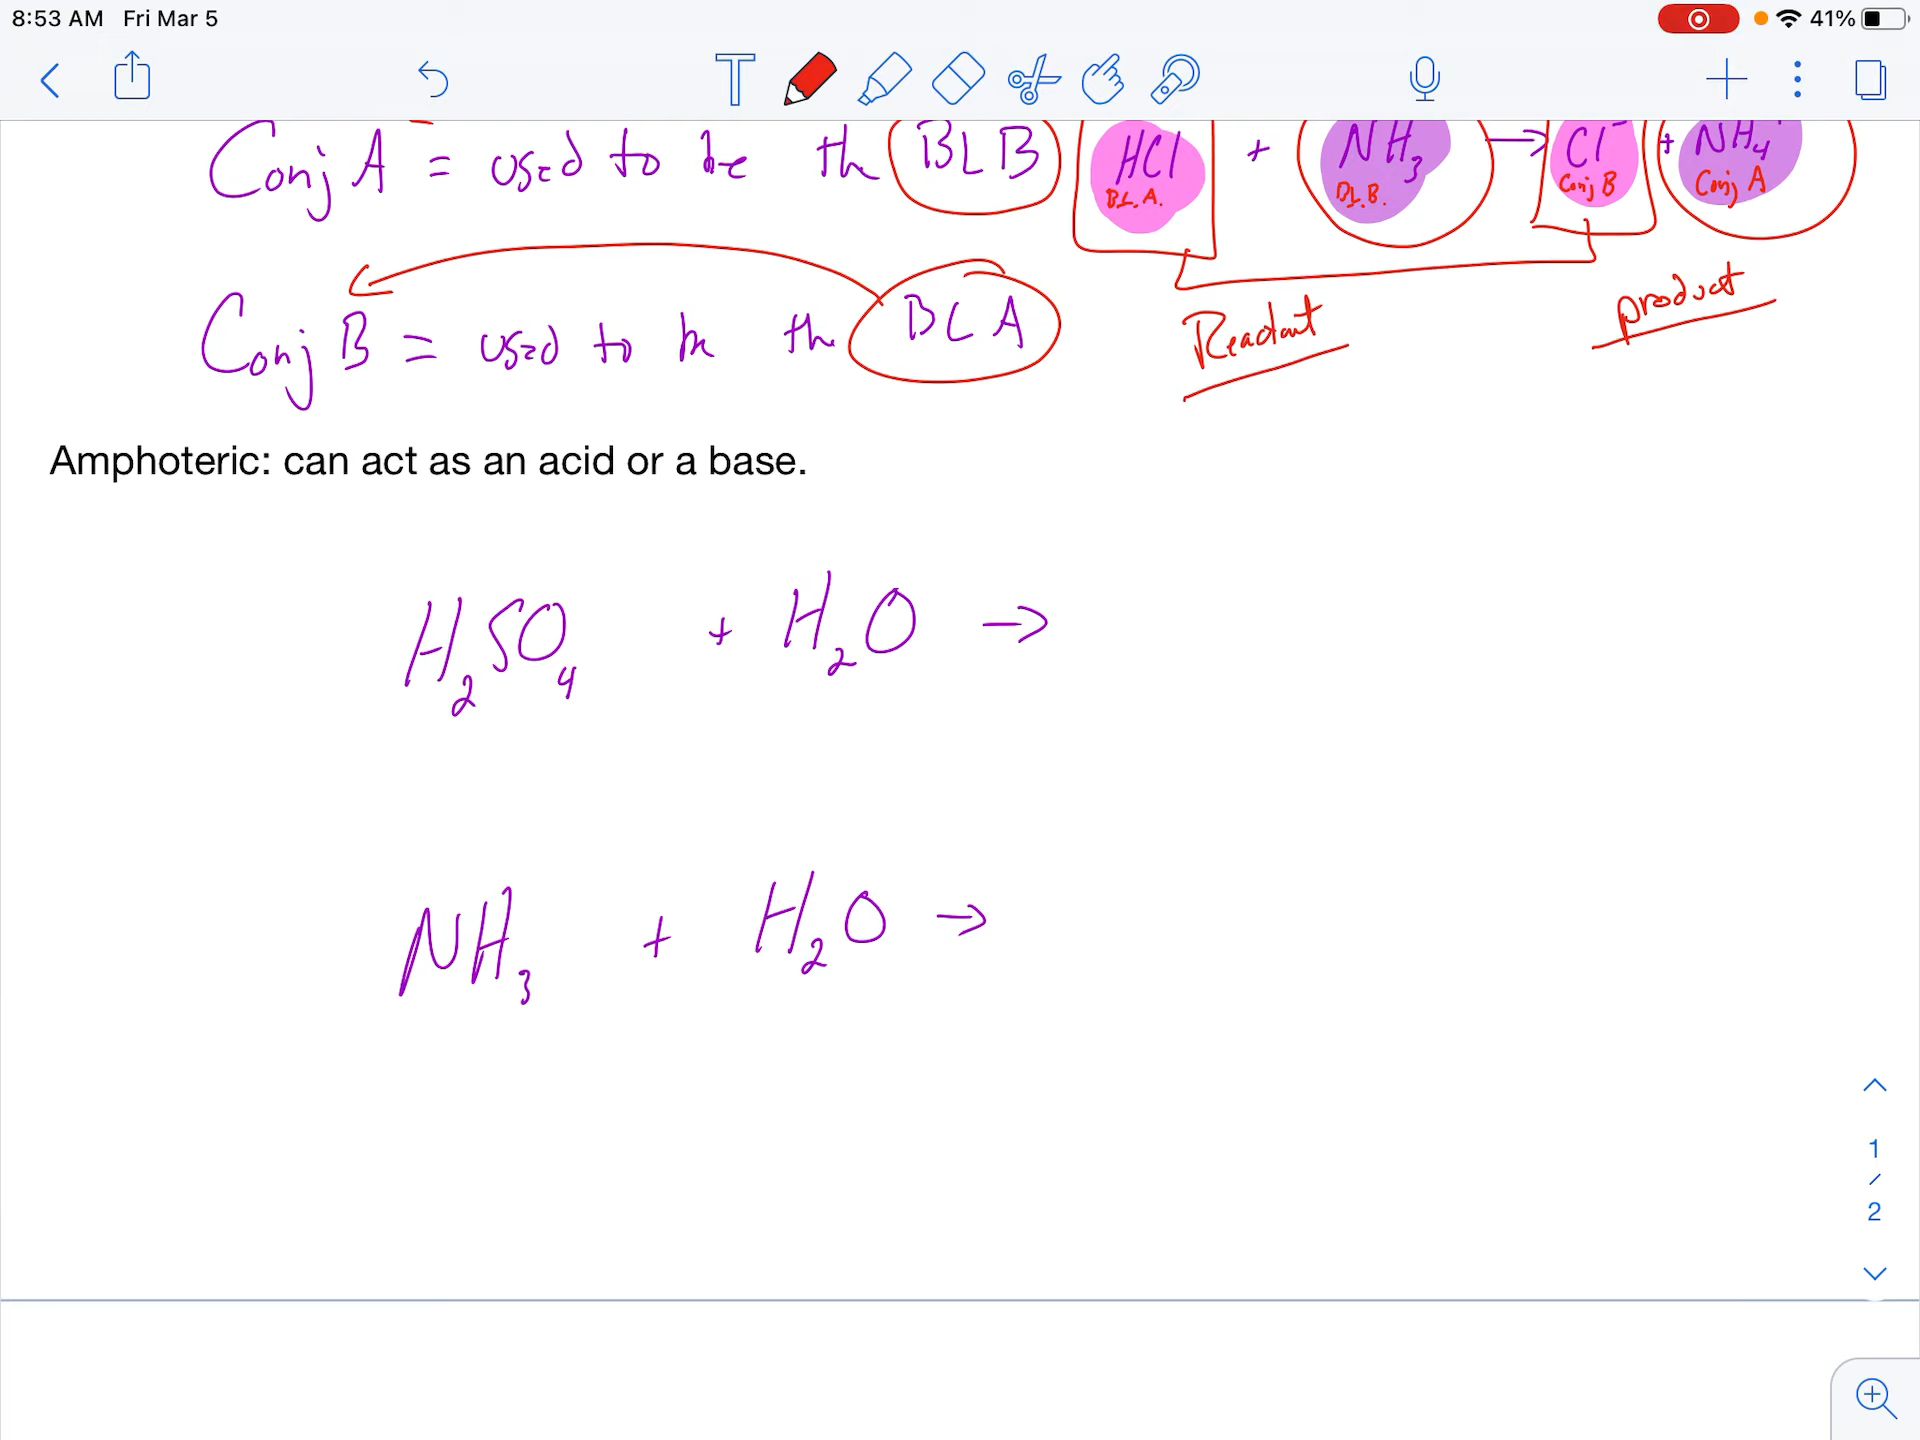 8:53 AM Fri Mar 5 41%
Conj A = used to be the BLB HCl + NH₃ → Cl⁻ + NH₄⁺
B.L.A. B.L.B. Conj B Conj A
Conj B = used to be the BLA Reactant product
Amphoteric: can act as an acid or a base.
H₂SO₄ + H₂O →
NH₃ + H₂O →
1
/
2